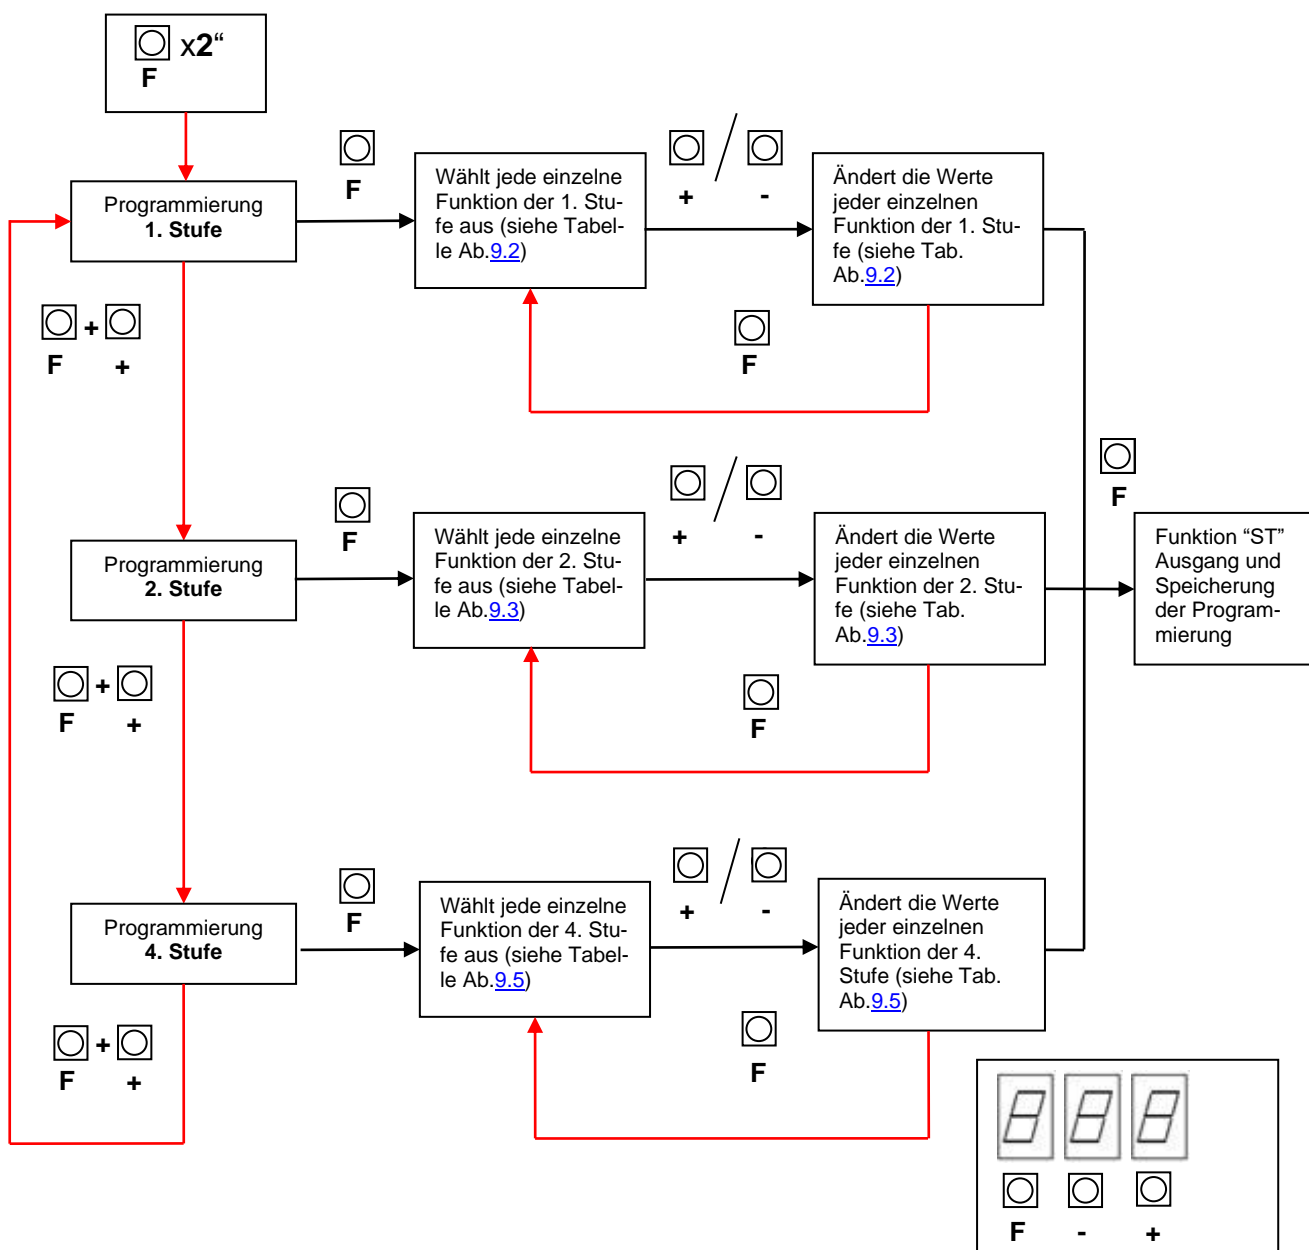 x2“
F
Programmierung
1. Stufe
F
Wählt jede einzelne
Funktion der 1. Stu-
fe aus (siehe Tabel-
le Ab.9.2)
/
+ -
Ändert die Werte
jeder einzelnen
Funktion der 1. Stu-
fe (siehe Tab.
Ab.9.2)
F
+
F +
F
F
Programmierung
2. Stufe
F
Wählt jede einzelne
Funktion der 2. Stu-
fe aus (siehe Tabel-
le Ab.9.3)
/
+ -
Ändert die Werte
jeder einzelnen
Funktion der 2. Stu-
fe (siehe Tab.
Ab.9.3)
Funktion “ST”
Ausgang und
Speicherung
der Program-
mierung
+
F +
F
Programmierung
4. Stufe
F
Wählt jede einzelne
Funktion der 4. Stu-
fe aus (siehe Tabel-
le Ab.9.5)
/
+ -
Ändert die Werte
jeder einzelnen
Funktion der 4.
Stufe (siehe Tab.
Ab.9.5)
+
F +
F
8 8 8
F - +